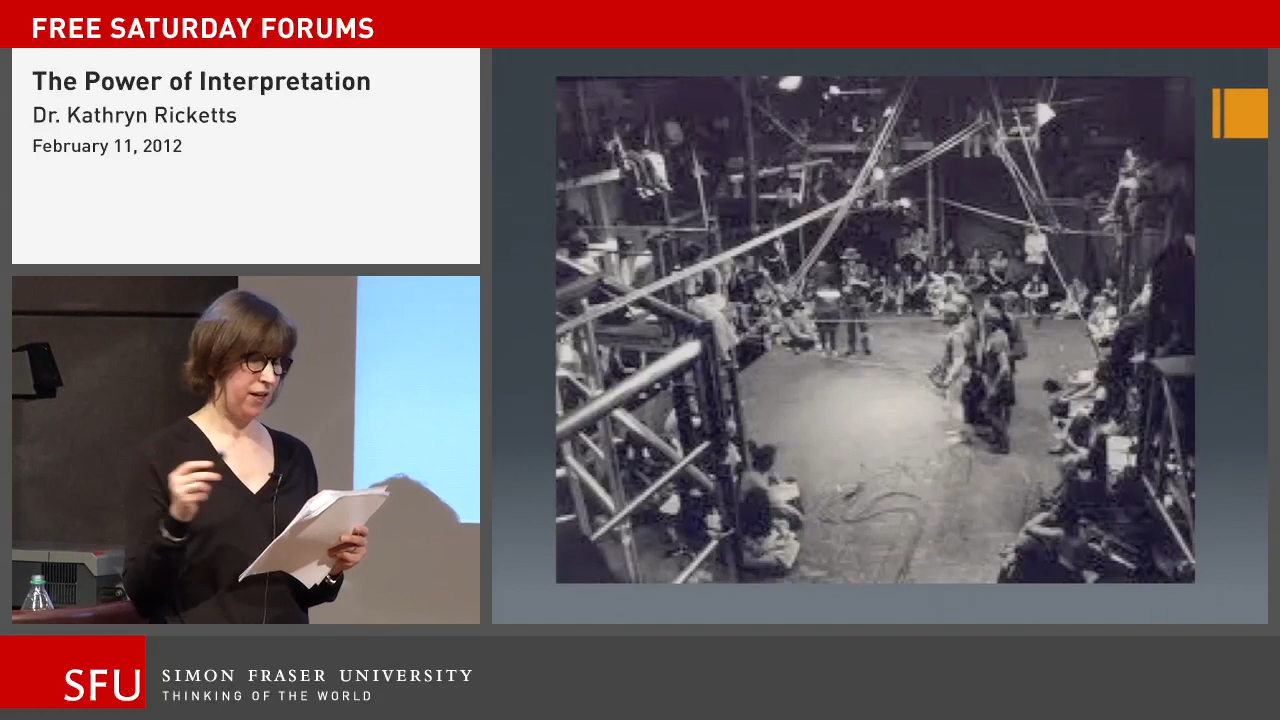 FREE SATURDAY FORUMS
The Power of Interpretation
Dr. Kathryn Ricketts
February 11, 2012
SFU
SIMON FRASER UNIVERSITY
THINKING OF THE WORLD